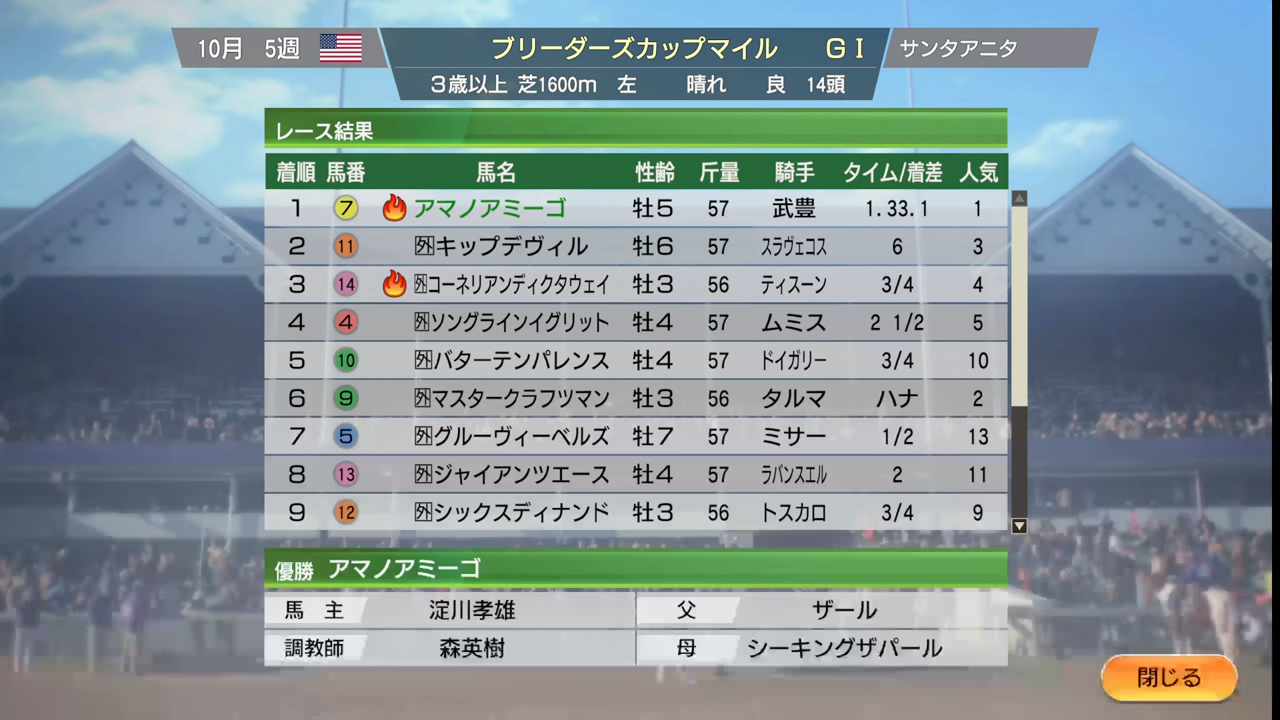 10月 5週 ブリーダーズカップマイル GⅠ サンタアニタ
3歳以上 芝1600m 左 晴れ 良 14頭
レース結果
着順 馬番 馬名 性齢 斤量 騎手 タイム/着差 人気
1 7 アマノアミーゴ 牡5 57 武豊 1.33.1 1
2 11 外キップデヴィル 牡6 57 スラヴェコス 6 3
3 14 外コーネリアンディクタウェイ 牡3 56 ティスーン 3/4 4
4 4 外ソングラインイグリット 牡4 57 ムミス 2 1/2 5
5 10 外バターテンパレンス 牡4 57 ドイガリー 3/4 10
6 9 外マスタークラフツマン 牡3 56 タルマ ハナ 2
7 5 外グルーヴィーベルズ 牡7 57 ミサー 1/2 13
8 13 外ジャイアンツエース 牡4 57 ラバンスエル 2 11
9 12 外シックスディナンド 牡3 56 トスカロ 3/4 9
優勝 アマノアミーゴ
馬主 淀川孝雄 父 ザール
調教師 森英樹 母 シーキングザパール
閉じる